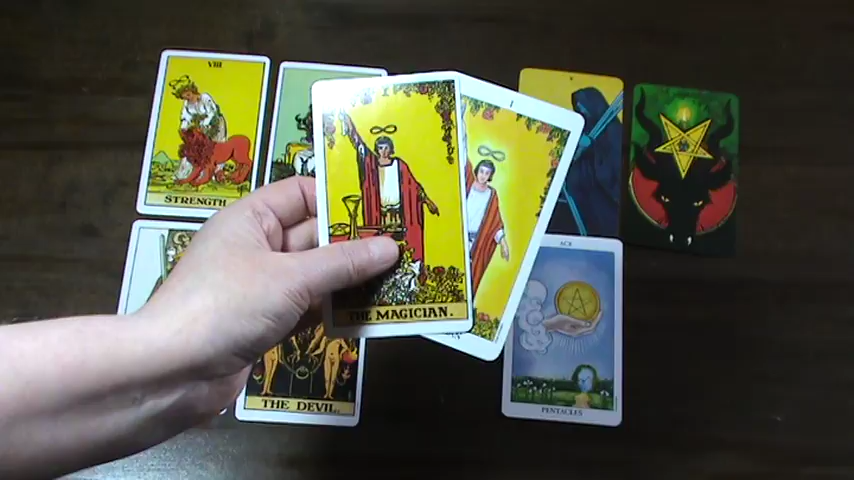 VIII
STRENGTH
I
THE MAGICIAN.
ACE
PENTACLES
THE DEVIL.